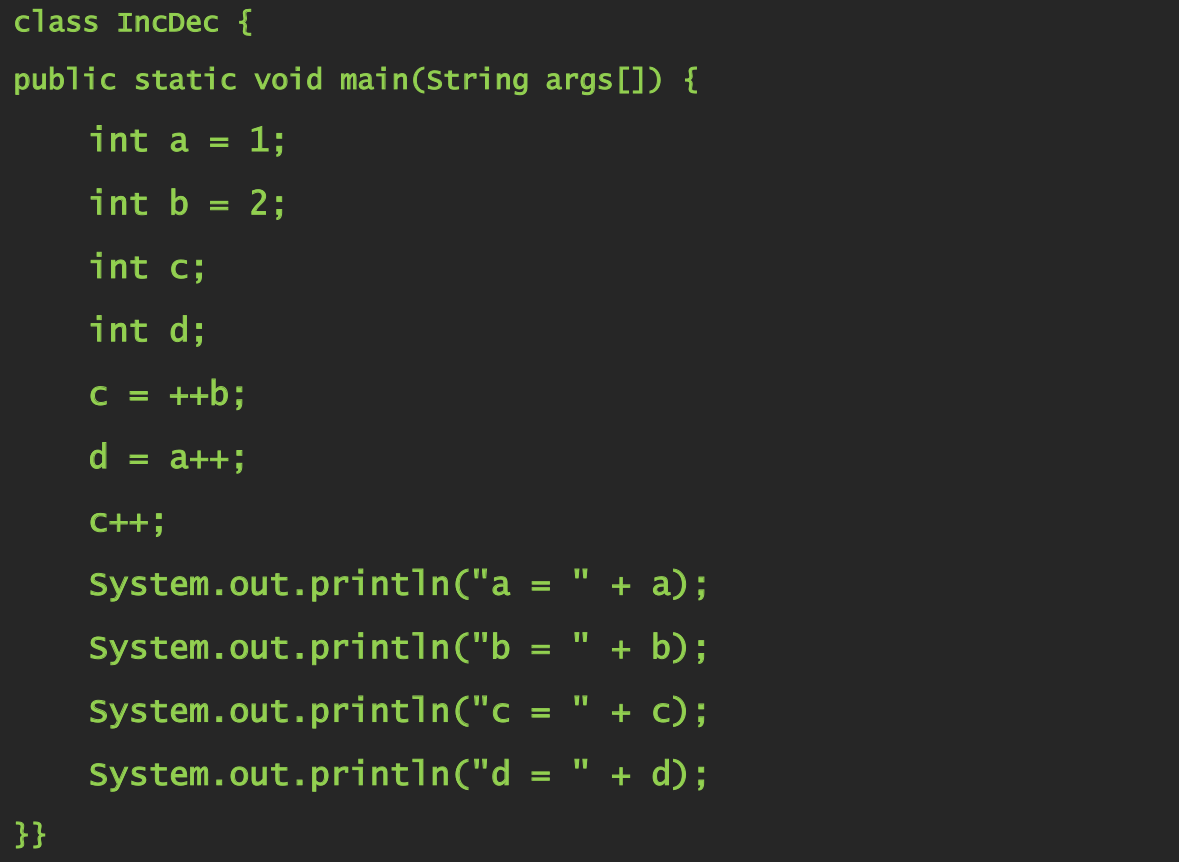 class IncDec {
public static void main(String args[]) {
int a = 1;
int b = 2;
int c;
int d;
c = ++b;
d = a++;
c++;
System.out.println("a = " + a);
System.out.println("b = " + b);
System.out.println("c = " + c);
System.out.println("d = " + d);
}}